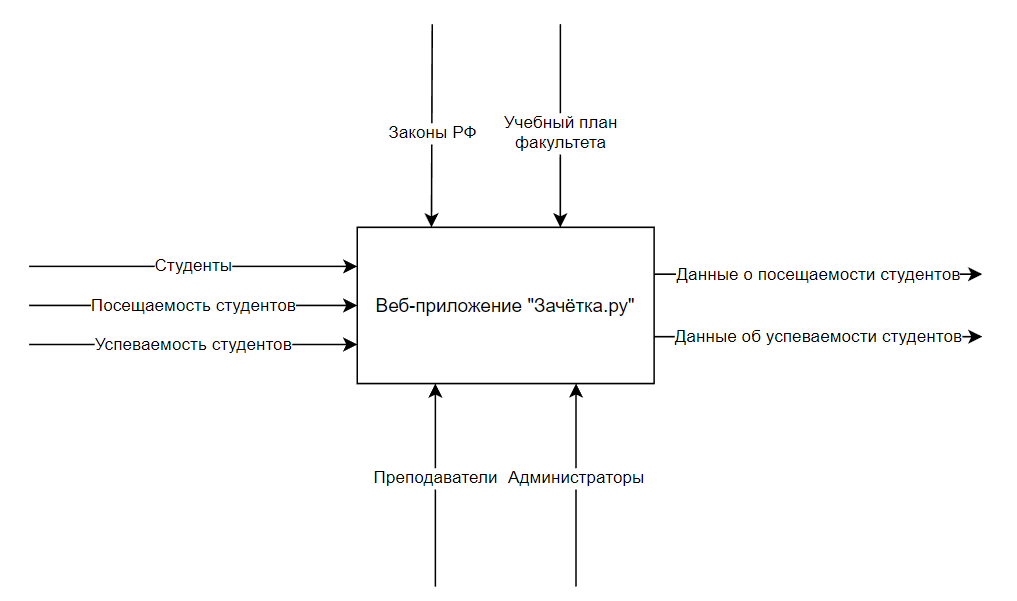 Законы РФ
Учебный план
факультета
Студенты
Посещаемость студентов
Успеваемость студентов
Веб-приложение "Зачётка.ру"
Данные о посещаемости студентов
Данные об успеваемости студентов
Преподаватели
Администраторы